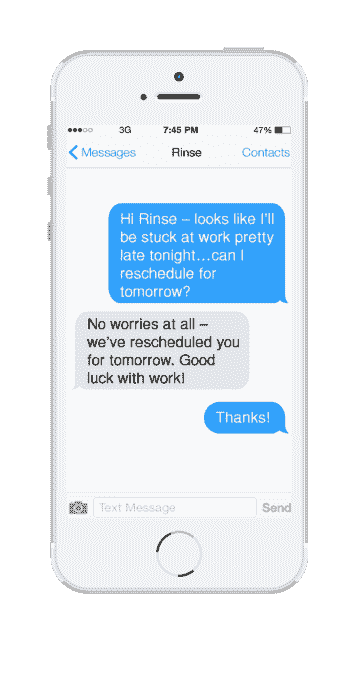 3G 7:45 PM 47%
Messages Rinse Contacts
Hi Rinse – looks like I'll
be stuck at work pretty
late tonight...can I
reschedule for
tomorrow?
No worries at all –
we've rescheduled you
for tomorrow. Good
luck with work!
Thanks!
Text Message Send